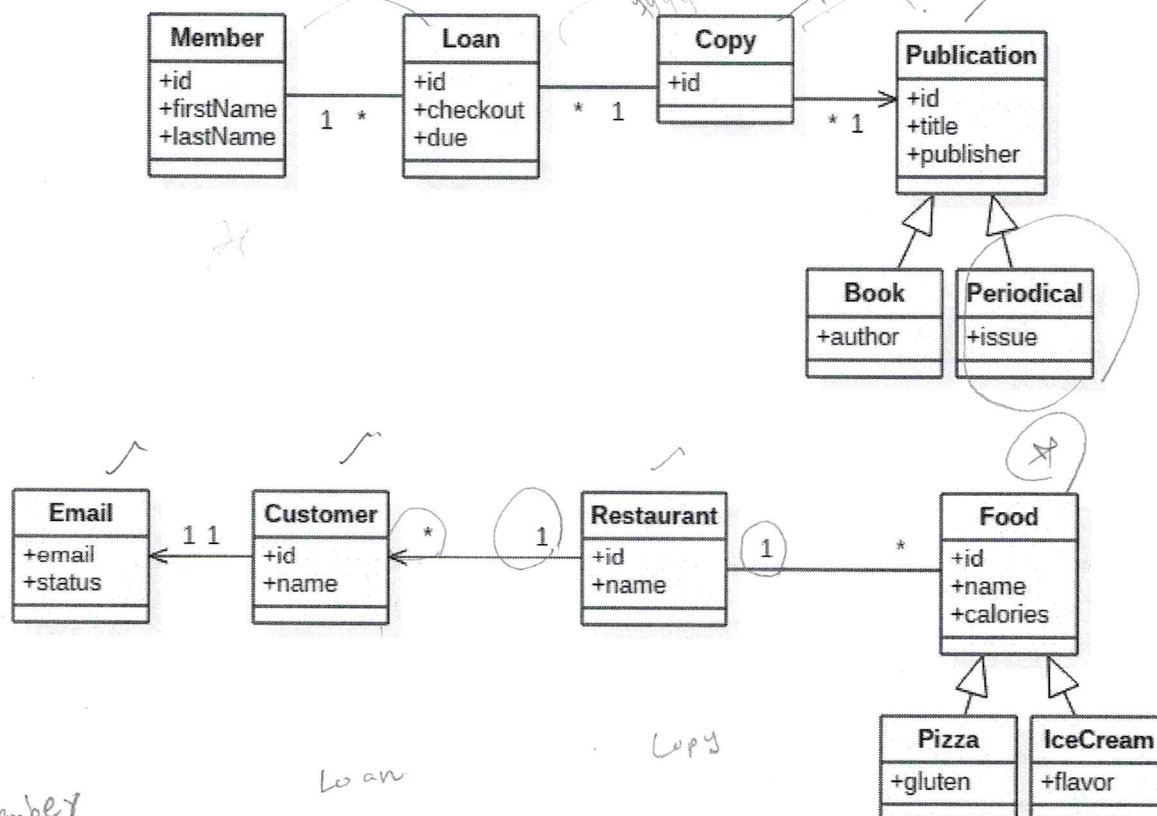 Member
+id
+firstName
+lastName
1 *
Loan
+id
+checkout
+due
* 1
Copy
+id
* 1
Publication
+id
+title
+publisher
Book
+author
Periodical
+issue
Email
+email
+status
1 1
Customer
+id
+name
*
1
Restaurant
+id
+name
1
*
Food
+id
+name
+calories
Pizza
+gluten
IceCream
+flavor
Loan